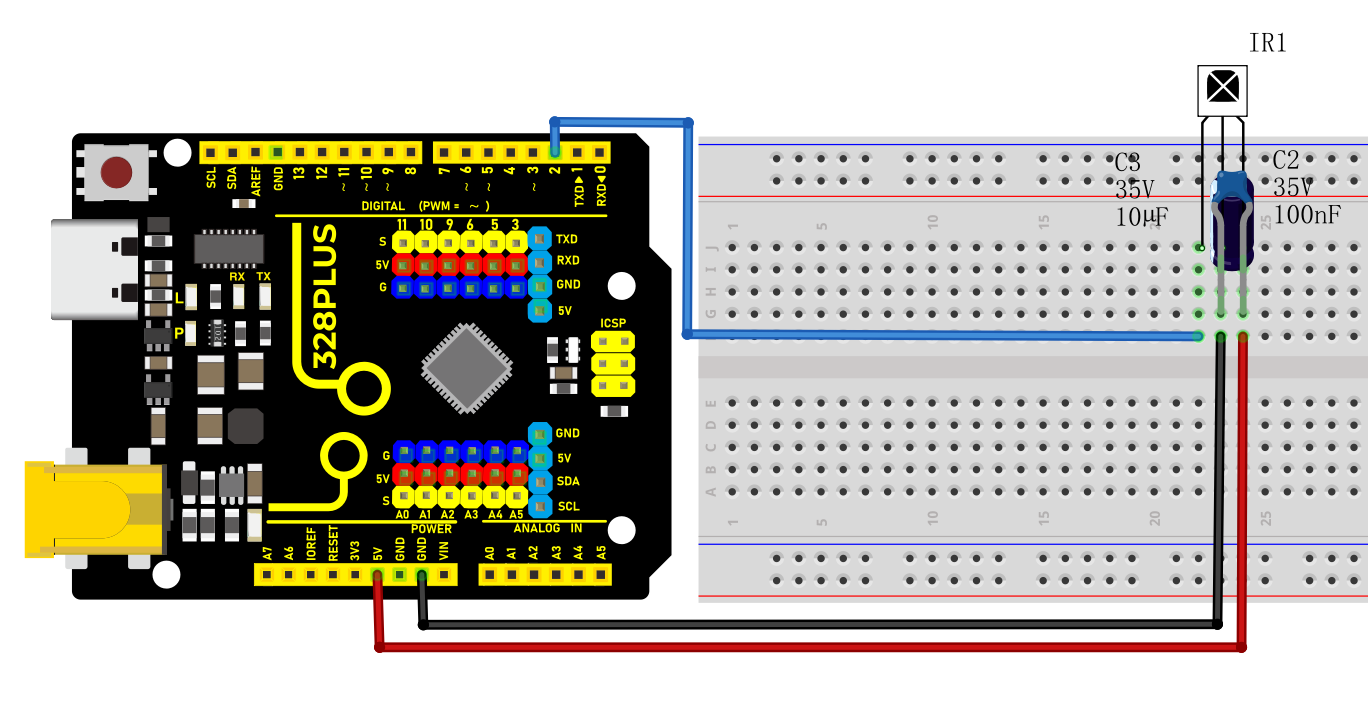 IR1
C3
35V
10µF
C2
35V
100nF
SCL SDA AREF GND 13 12 ~11 ~10 ~9 8 7 ~6 ~5 4 ~3 2 TXD▶1 RXD◀0
DIGITAL (PWM = ~ )
11 10 9 6 5 3
S
5V
G
TXD
RXD
GND
5V
328PLUS
RX TX
L
P
ICSP
GND
5V
SDA
SCL
G
5V
S
A0 A1 A2 A3 A4 A5
POWER
ANALOG IN
A7 A6 IOREF RESET 3V3 5V GND GND VIN A0 A1 A2 A3 A4 A5
1 5 10 15 20 25
J
I
H
G
E
D
C
B
A
1 5 10 15 20 25